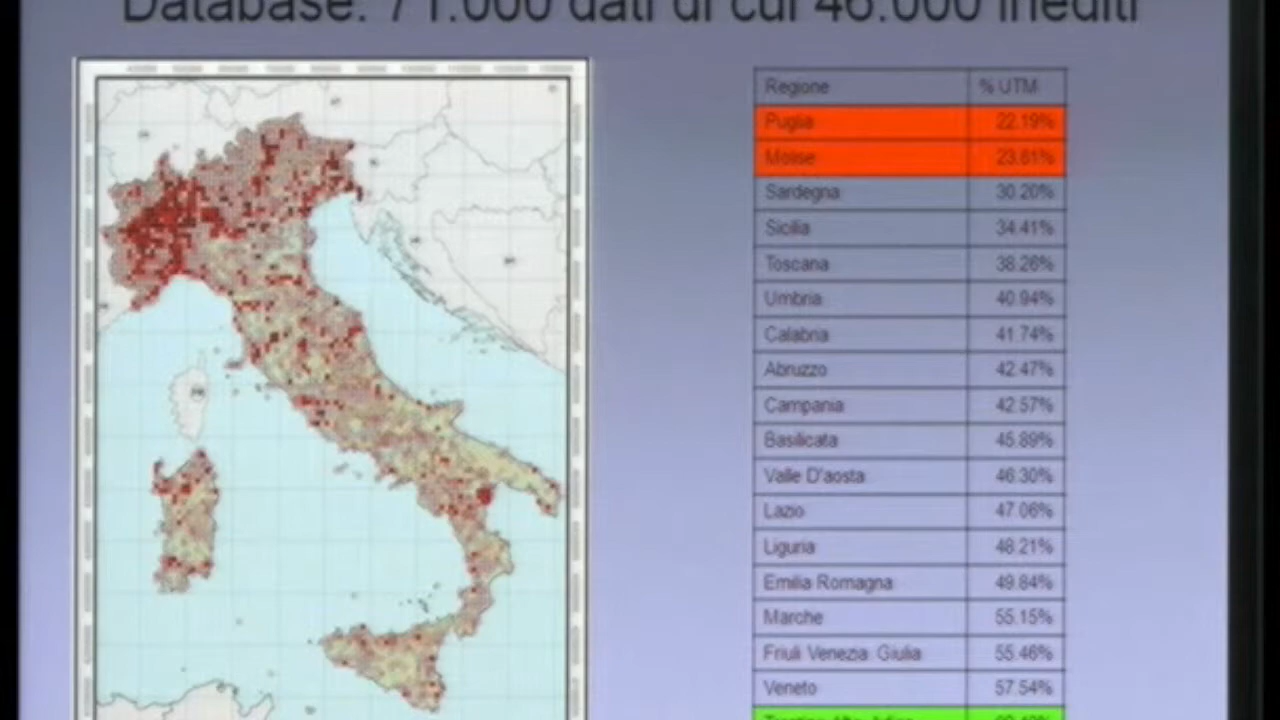 Database: 71.000 dati di cui 46.000 inediti
Regione % UTM
Puglia 22.19%
Molise 23.81%
Sardegna 30.20%
Sicilia 34.41%
Toscana 38.26%
Umbria 40.94%
Calabria 41.74%
Abruzzo 42.47%
Campania 42.57%
Basilicata 45.89%
Valle D'aosta 46.30%
Lazio 47.06%
Liguria 48.21%
Emilia Romagna 49.84%
Marche 55.15%
Friuli Venezia Giulia 55.46%
Veneto 57.54%